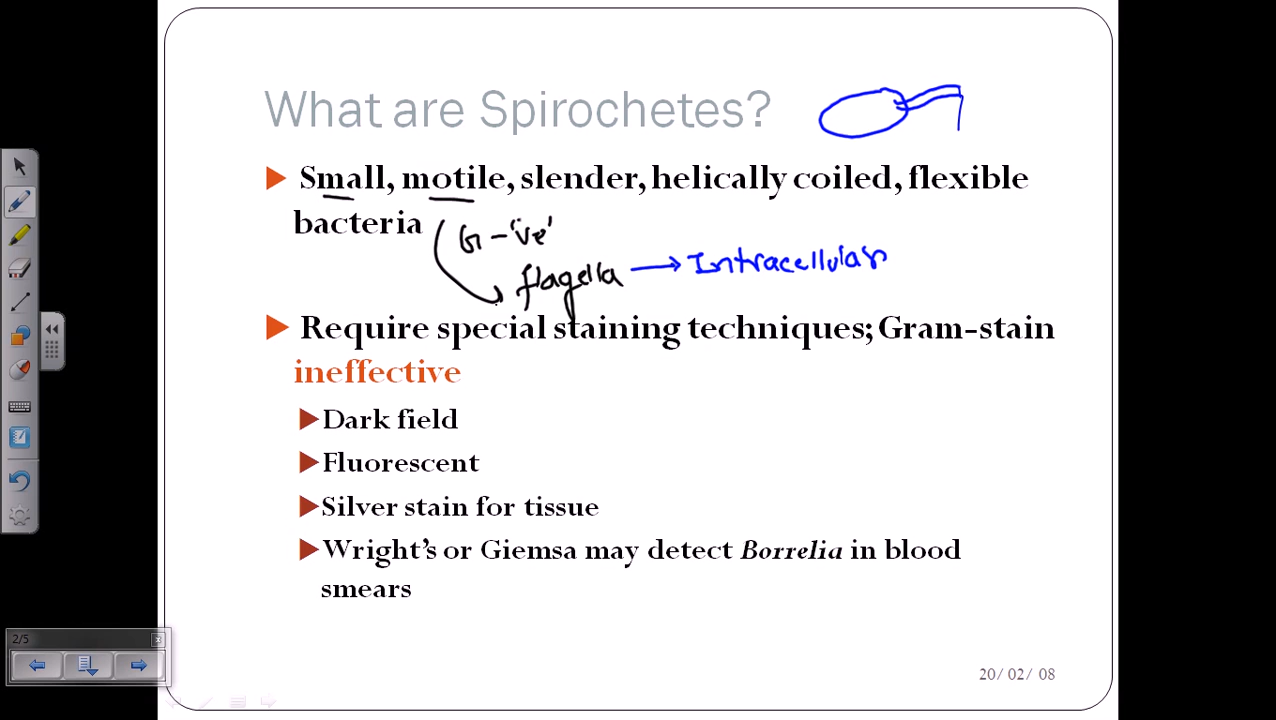 What are Spirochetes?
Small, motile, slender, helically coiled, flexible
bacteria
G -'ve'
flagella → Intracellular
Require special staining techniques; Gram-stain
ineffective
Dark field
Fluorescent
Silver stain for tissue
Wright's or Giemsa may detect Borrelia in blood
smears
2/5
x
20/ 02/ 08